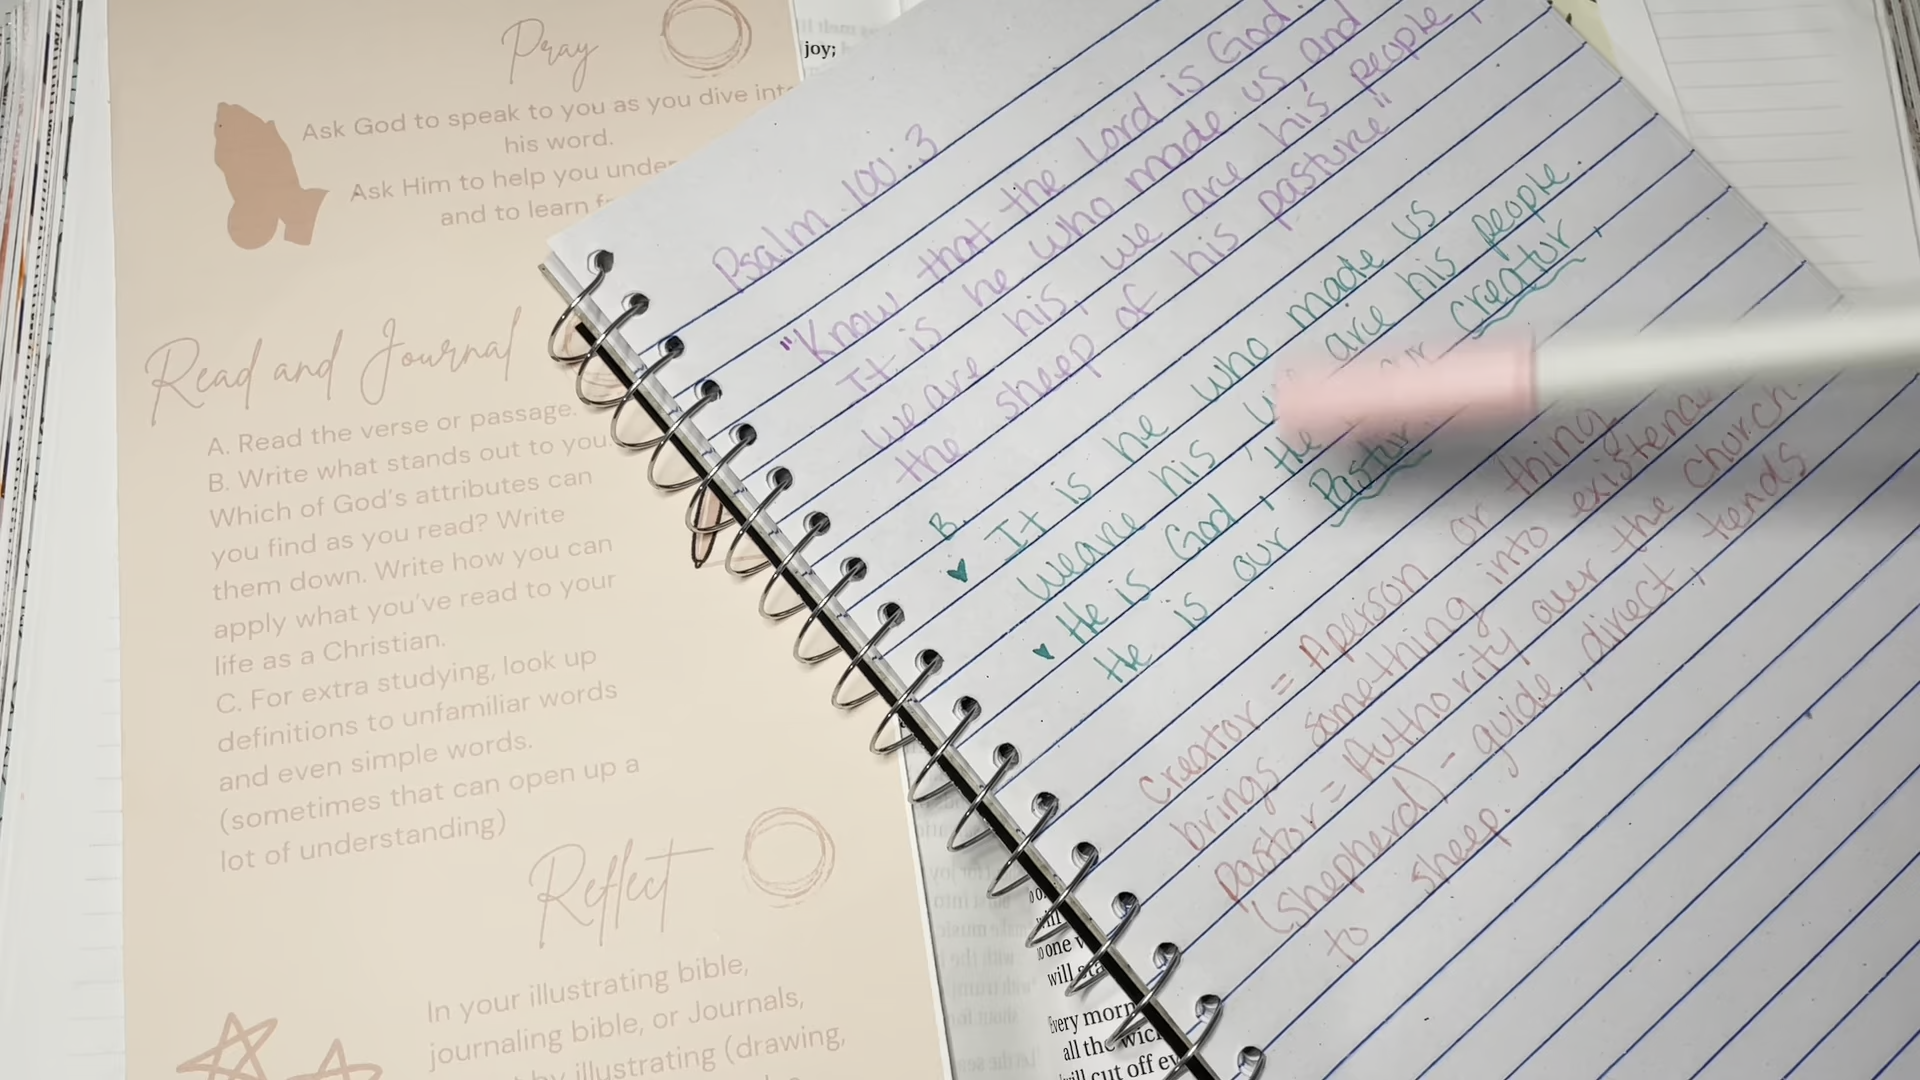 Pray
Ask God to speak to you as you dive into
his word.
Ask Him to help you under
and to learn
Read and Journal
A. Read the verse or passage.
B. Write what stands out to you
Which of God's attributes can
you find as you read? Write
them down. Write how you can
apply what you've read to your
life as a Christian.
C. For extra studying, look up
definitions to unfamiliar words
and even simple words.
(sometimes that can open up a
lot of understanding)
Reflect
In your illustrating bible,
journaling bible, or Journals,
by illustrating (drawing,
joy;
Psalm 100:3
"Know that the Lord is God.
It is he who made us, and
we are his, we are his people,
the sheep of his pasture"
B.
It is he who made us.
we are his, are his people.
He is God, the creator,
He is our Pastor,
Creator = A person or thing
brings something into existence
Pastor = Authority over the church.
(shepherd) - guide, direct, tends
to sheep.
one
will
Every morn
all the wic
will cut off